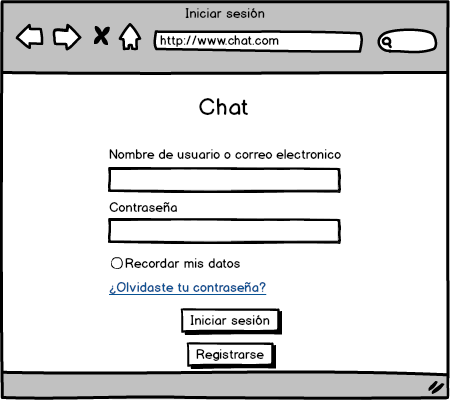 Iniciar sesión
http://www.chat.com
Chat
Nombre de usuario o correo electronico
Contraseña
Recordar mis datos
¿Olvidaste tu contraseña?
Iniciar sesión
Registrarse